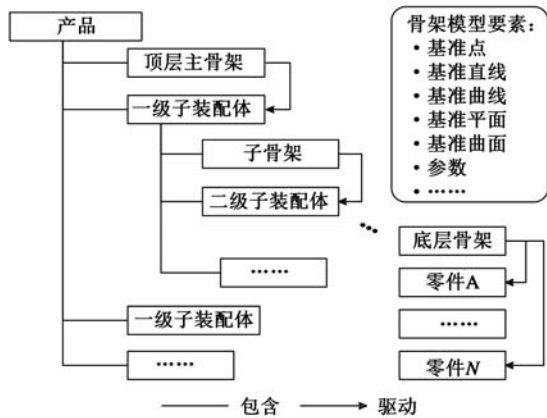 产品
顶层主骨架
一级子装配体
子骨架
二级子装配体
……
一级子装配体
……
骨架模型要素：
• 基准点
• 基准直线
• 基准曲线
• 基准平面
• 基准曲面
• 参数
• ……
…
底层骨架
零件A
……
零件N
包含
驱动